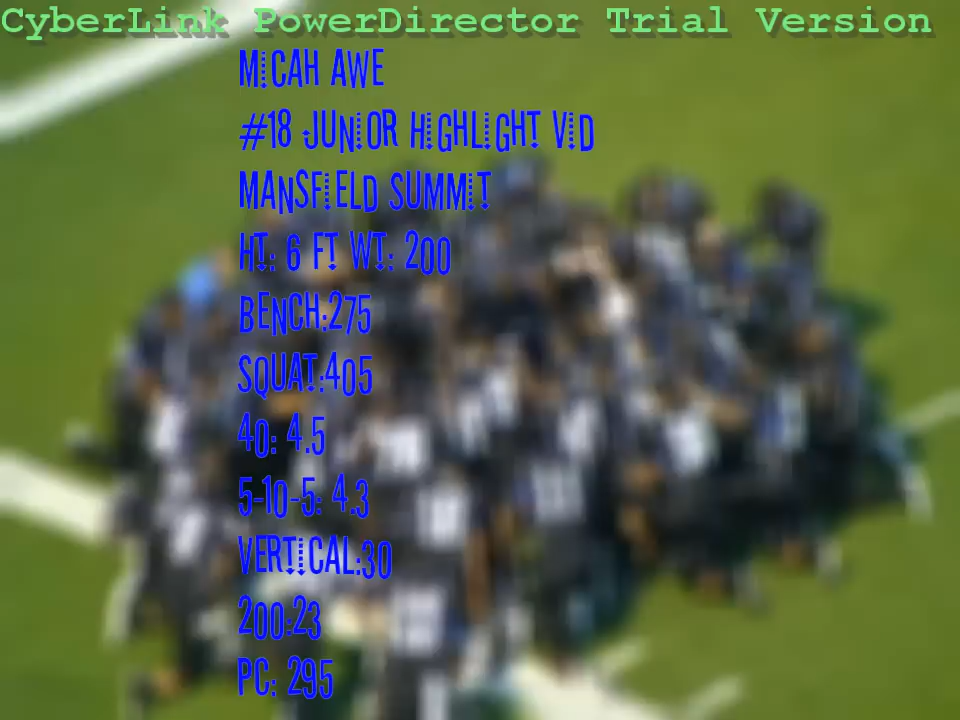 CyberLink PowerDirector Trial Version
MiCAH AWE
#18 JUNiOR HiGHLiGHT ViD
MANSFiELD SUMMiT
HT: 6 FT WT: 200
BENCH:275
SQUAT:405
40: 4.5
5-10-5: 4.3
VERTiCAL:30
200:23
PC: 295